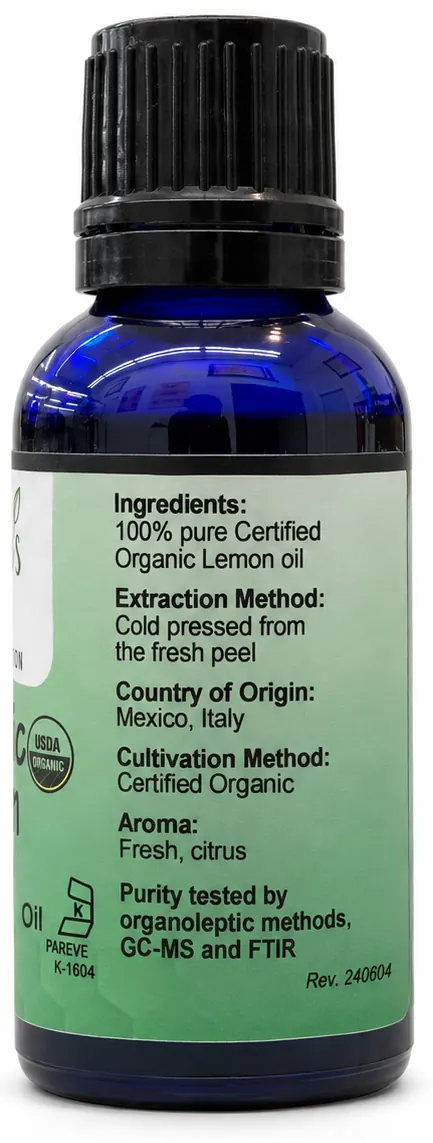 Ingredients:
100% pure Certified
Organic Lemon oil
Extraction Method:
Cold pressed from
the fresh peel
Country of Origin:
Mexico, Italy
Cultivation Method:
Certified Organic
Aroma:
Fresh, citrus
Purity tested by
organoleptic methods,
GC-MS and FTIR
Rev. 240604
USDA
ORGANIC
Oil
K
PAREVE
K-1604